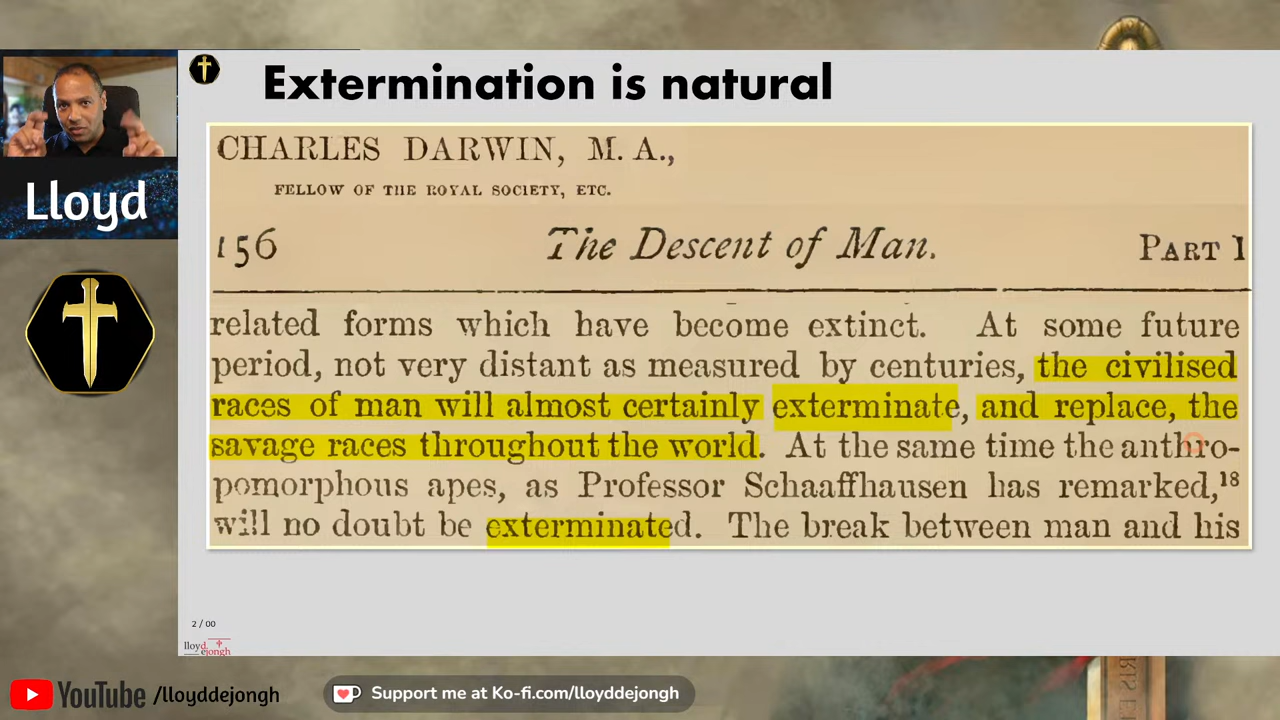 Extermination is natural
CHARLES DARWIN, M. A.,
FELLOW OF THE ROYAL SOCIETY, ETC.
156 The Descent of Man. PART I
related forms which have become extinct. At some future
period, not very distant as measured by centuries, the civilised
races of man will almost certainly exterminate, and replace, the
savage races throughout the world. At the same time the anthro-
pomorphous apes, as Professor Schaaffhausen has remarked,18
will no doubt be exterminated. The break between man and his
Lloyd
2 / 00
lloyd
ejongh
YouTube /lloyddejongh
Support me at Ko-fi.com/lloyddejongh